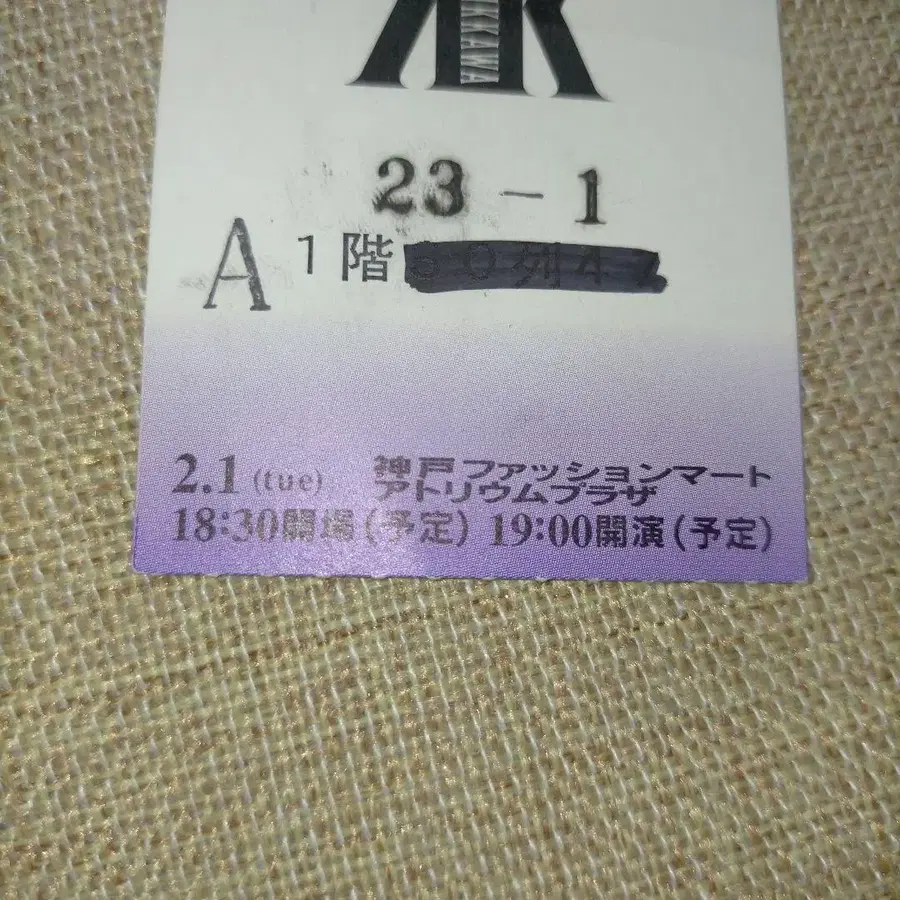 KK
KKAWA
23 - 1
A 1階
2.1 (tue) 神戸ファッションマート
アトリウムプラザ
18:30開場(予定) 19:00開演(予定)